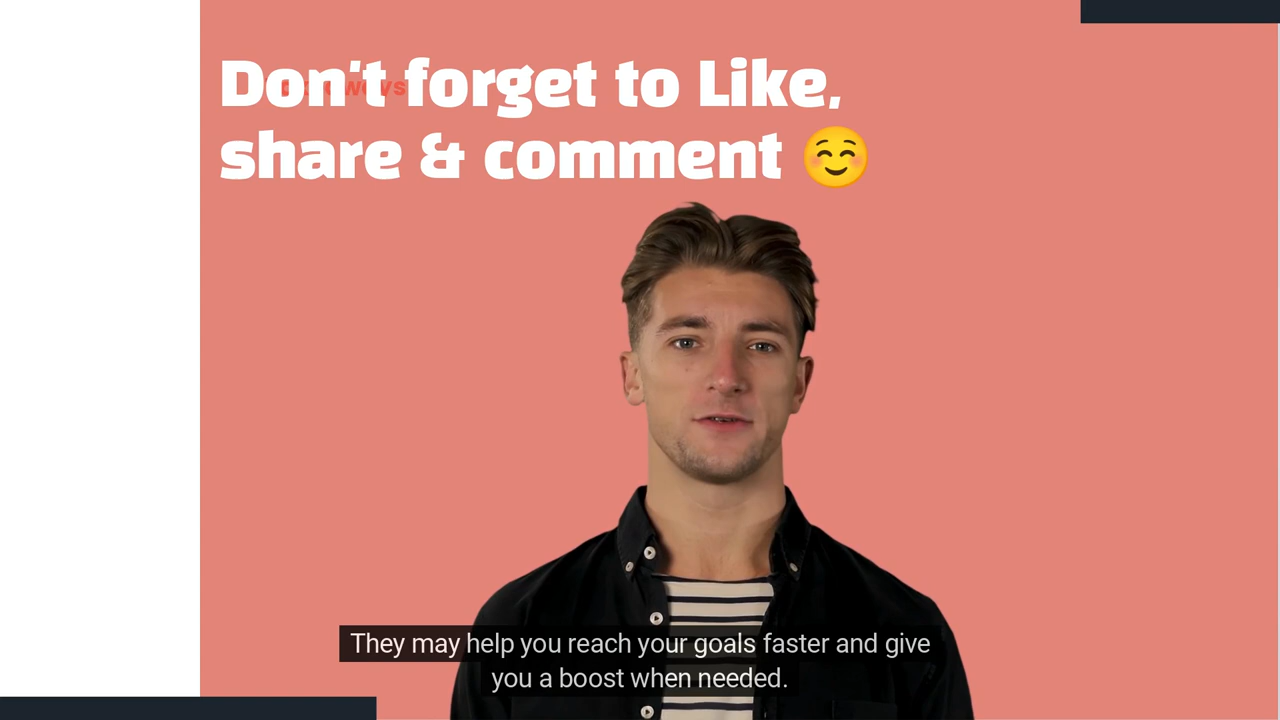 Don't forget to Like,
share & comment ☺️
They may help you reach your goals faster and give
you a boost when needed.